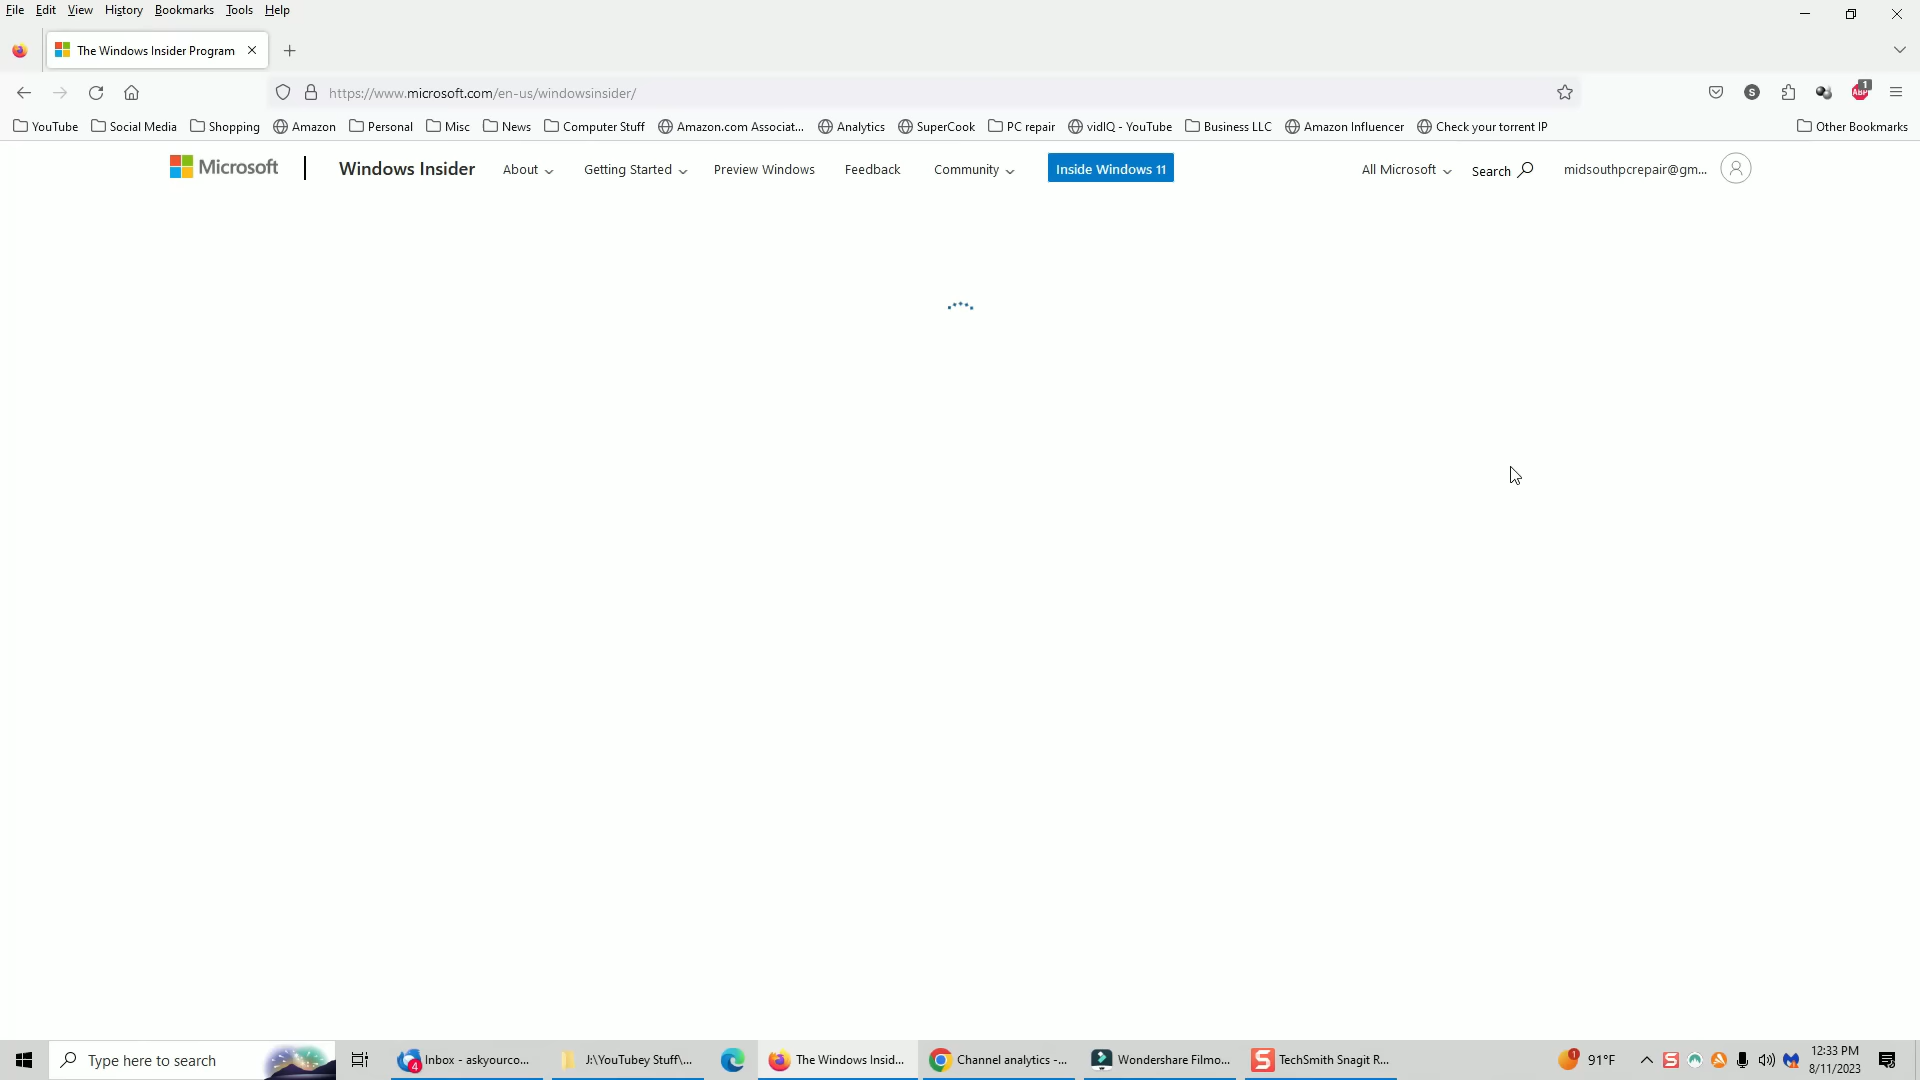 File Edit View History Bookmarks Tools Help
The Windows Insider Program
https://www.microsoft.com/en-us/windowsinsider/
S
1
ABP
YouTube Social Media Shopping Amazon Personal Misc News Computer Stuff Amazon.com Associat... Analytics SuperCook PC repair vidIQ - YouTube Business LLC Amazon Influencer Check your torrent IP Other Bookmarks
Microsoft Windows Insider About Getting Started Preview Windows Feedback Community Inside Windows 11 All Microsoft Search midsouthpcrepair@gm...
Type here to search 4 Inbox - askyourco... J:\YouTubey Stuff\... The Windows Insid... Channel analytics -... Wondershare Filmo... S TechSmith Snagit R... 1 91°F S 12:33 PM
8/11/2023